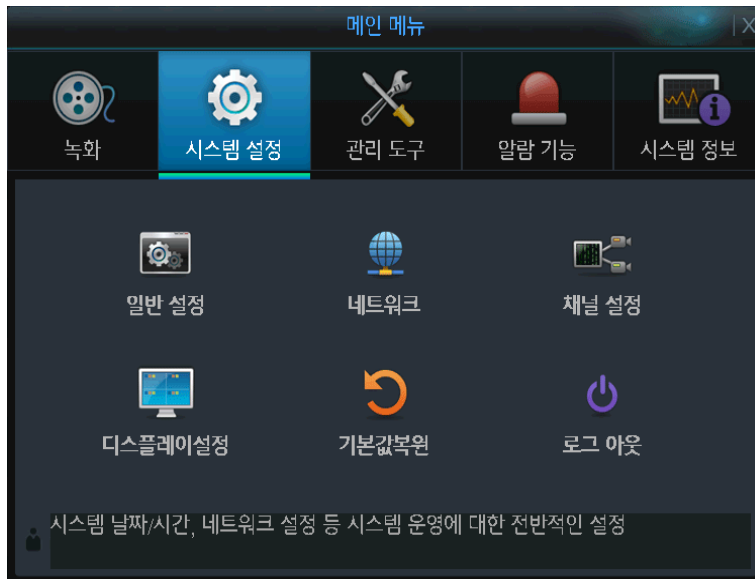 메인 메뉴
X
녹화
시스템 설정
관리 도구
알람 기능
시스템 정보
일반 설정
네트워크
채널 설정
디스플레이설정
기본값복원
로그 아웃
시스템 날짜/시간, 네트워크 설정 등 시스템 운영에 대한 전반적인 설정